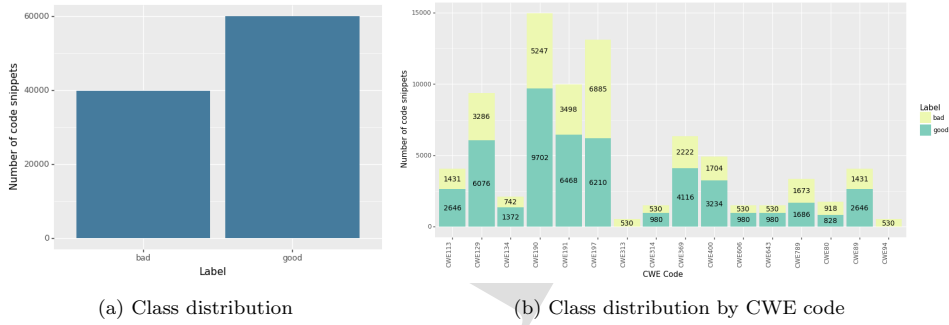 60000
40000
20000
0
Number of code snippets
bad
good
Label
(a) Class distribution
15000
10000
5000
0
Number of code snippets
1431
2646
3286
6076
742
1372
5247
9702
3498
6468
6885
6210
530
530
980
2222
4116
1704
3234
530
980
530
980
1673
1686
918
828
1431
2646
530
CWE113
CWE129
CWE134
CWE190
CWE191
CWE197
CWE313
CWE314
CWE369
CWE400
CWE606
CWE643
CWE789
CWE80
CWE89
CWE94
CWE Code
Label
bad
good
(b) Class distribution by CWE code